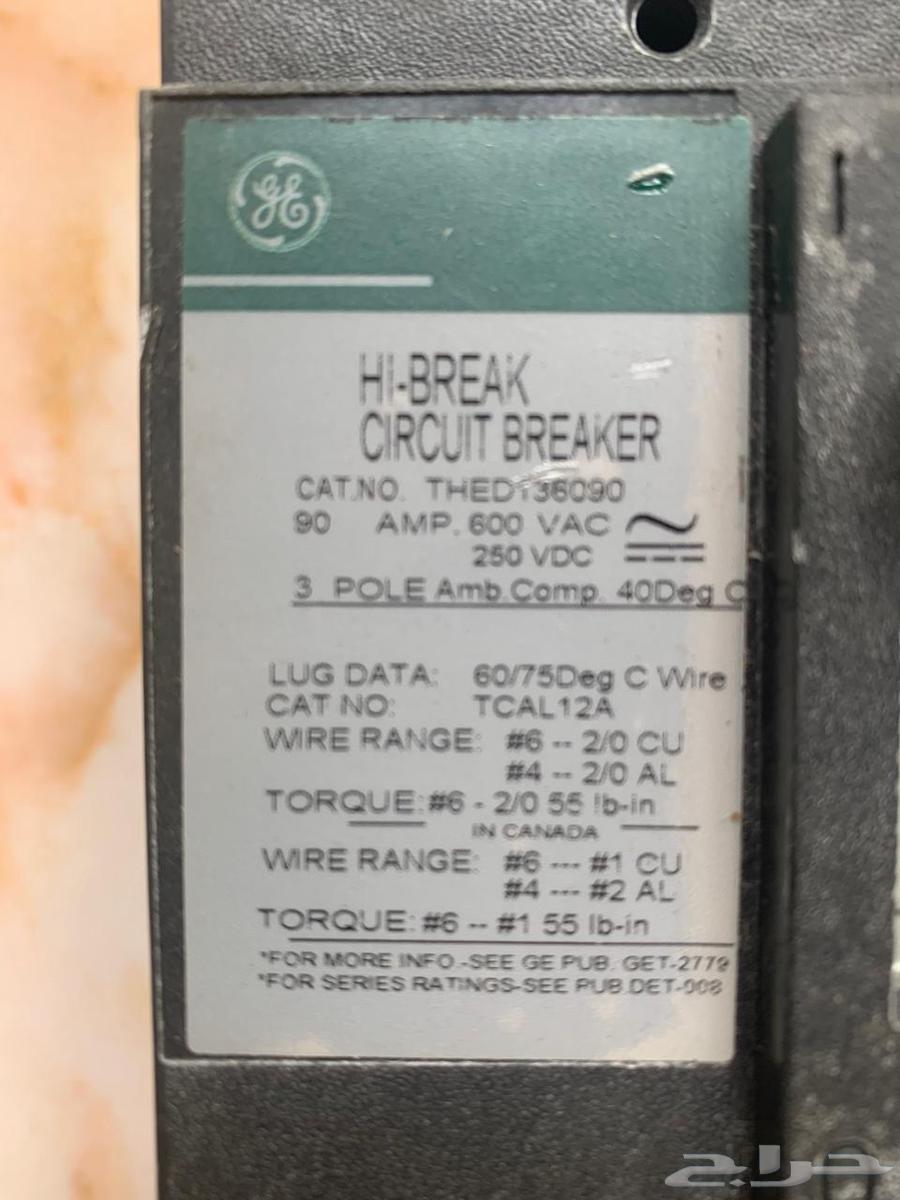 GE
HI-BREAK
CIRCUIT BREAKER
CAT.NO. THED136090
90 AMP. 600 VAC
250 VDC
3 POLE Amb.Comp. 40Deg C
LUG DATA: 60/75Deg C Wire
CAT NO: TCAL12A
WIRE RANGE: #6 -- 2/0 CU
#4 -- 2/0 AL
TORQUE:#6 - 2/0 55 lb-in
IN CANADA
WIRE RANGE: #6 --- #1 CU
#4 --- #2 AL
TORQUE:#6 -- #1 55 lb-in
*FOR MORE INFO.-SEE GE PUB. GET-2779
*FOR SERIES RATINGS-SEE PUB.DET-008
حراج